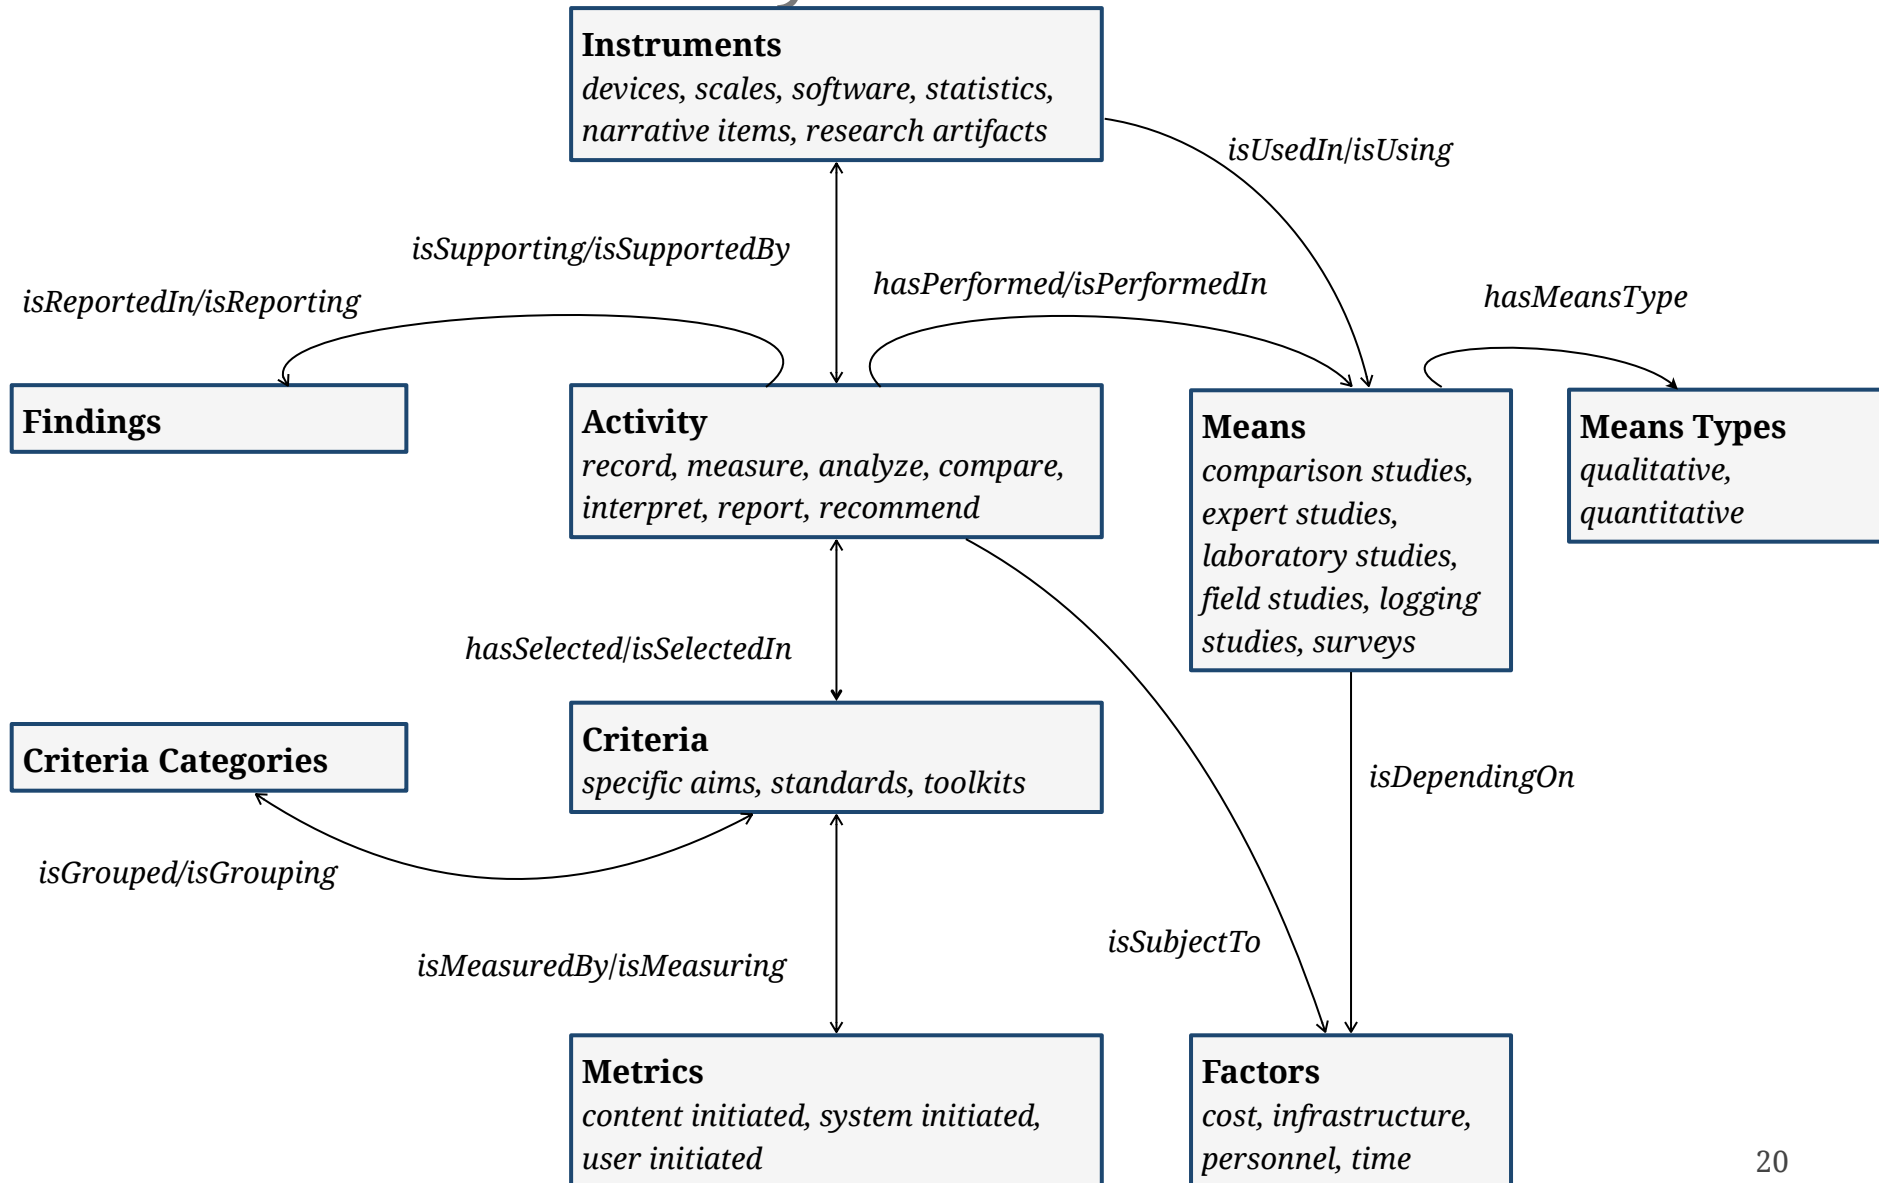 Instruments
devices, scales, software, statistics,
narrative items, research artifacts
isUsedIn/isUsing
isSupporting/isSupportedBy
hasPerformed/isPerformedIn
isReportedIn/isReporting
hasMeansType
Findings
Activity
record, measure, analyze, compare,
interpret, report, recommend
Means
comparison studies,
expert studies,
laboratory studies,
field studies, logging
studies, surveys
Means Types
qualitative,
quantitative
hasSelected/isSelectedIn
Criteria Categories
Criteria
specific aims, standards, toolkits
isDependingOn
isGrouped/isGrouping
isSubjectTo
isMeasuredBy/isMeasuring
Metrics
content initiated, system initiated,
user initiated
Factors
cost, infrastructure,
personnel, time
20